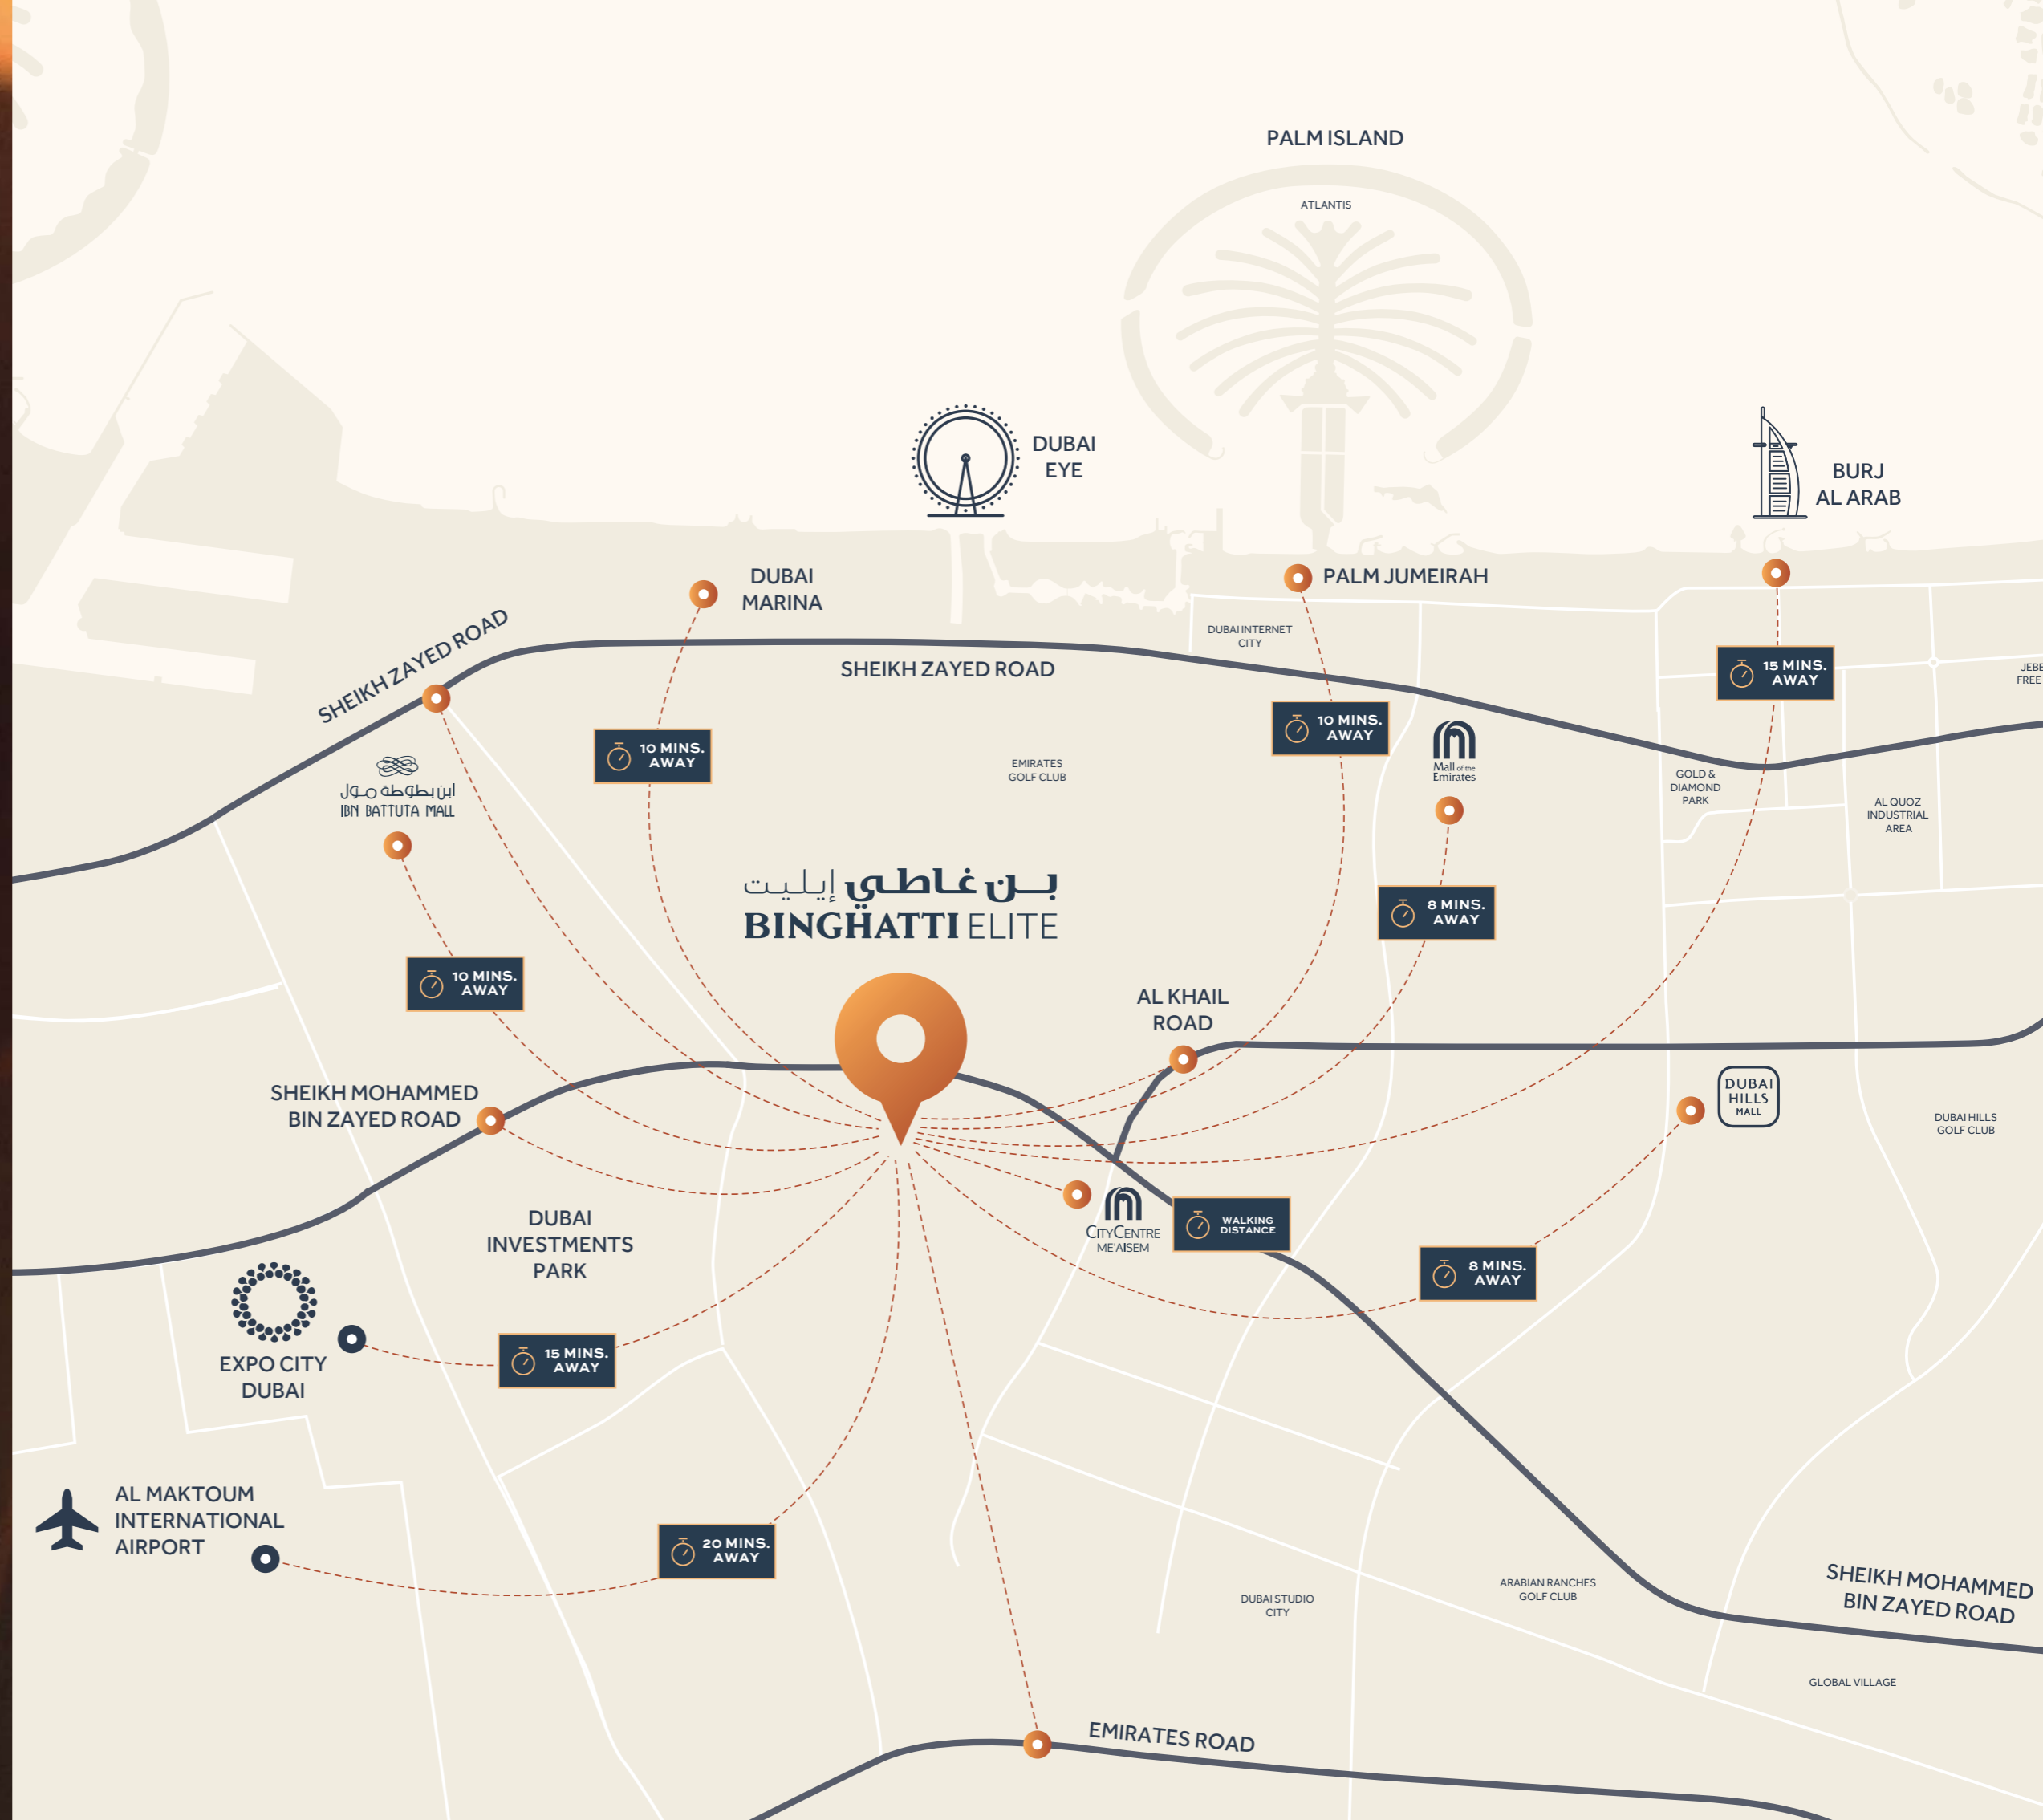 PALM ISLAND
ATLANTIS
DUBAI
EYE
BURJ
AL ARAB
DUBAI
MARINA
PALM JUMEIRAH
SHEIKH ZAYED ROAD
SHEIKH ZAYED ROAD
DUBAI INTERNET
CITY
15 MINS.
AWAY
JEBE
FREE
10 MINS.
AWAY
10 MINS.
AWAY
Mall of the
Emirates
EMIRATES
GOLF CLUB
GOLD &
DIAMOND
PARK
AL QUOZ
INDUSTRIAL
AREA
ابن بطوطة مول
IBN BATTUTA MALL
بن غاطي إيليت
BINGHATTI ELITE
8 MINS.
AWAY
10 MINS.
AWAY
AL KHAIL
ROAD
SHEIKH MOHAMMED
BIN ZAYED ROAD
DUBAI
HILLS
MALL
DUBAI HILLS
GOLF CLUB
CITY CENTRE
ME'AISEM
WALKING
DISTANCE
DUBAI
INVESTMENTS
PARK
8 MINS.
AWAY
EXPO CITY
DUBAI
15 MINS.
AWAY
AL MAKTOUM
INTERNATIONAL
AIRPORT
20 MINS.
AWAY
DUBAI STUDIO
CITY
ARABIAN RANCHES
GOLF CLUB
SHEIKH MOHAMMED
BIN ZAYED ROAD
GLOBAL VILLAGE
EMIRATES ROAD